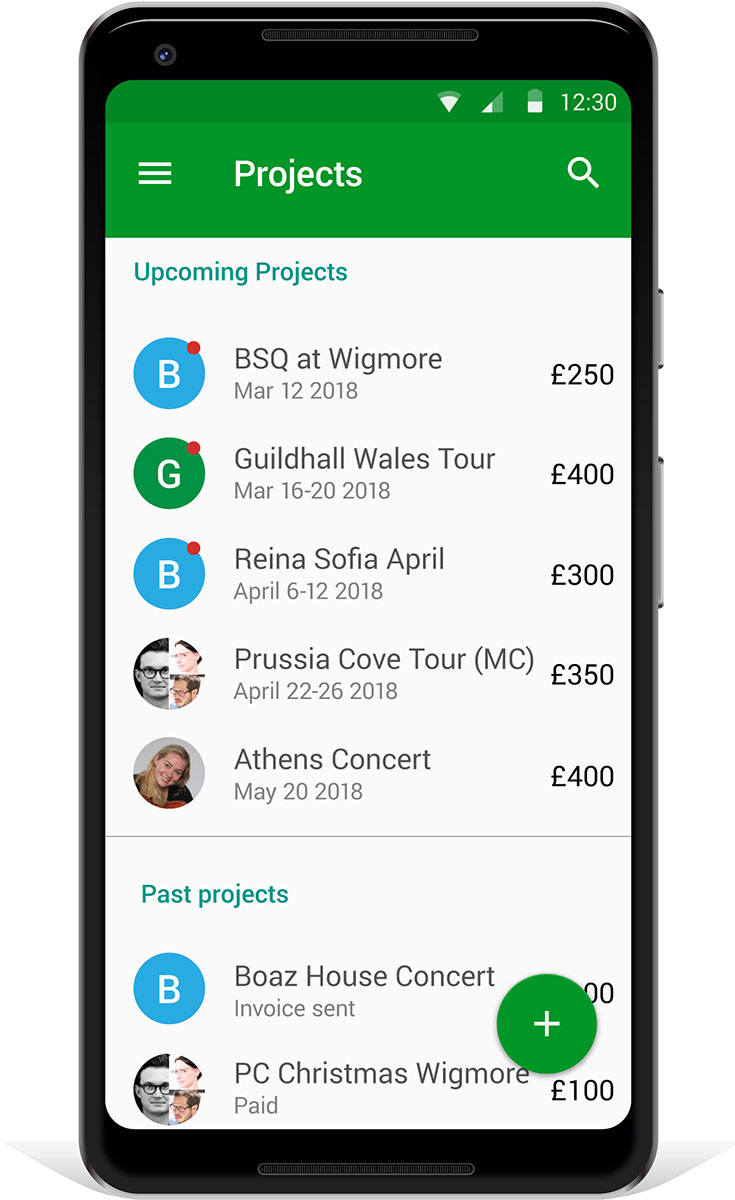 12:30
Projects
Upcoming Projects
B
BSQ at Wigmore
Mar 12 2018
£250
G
Guildhall Wales Tour
Mar 16-20 2018
£400
B
Reina Sofia April
April 6-12 2018
£300
Prussia Cove Tour (MC)
April 22-26 2018
£350
Athens Concert
May 20 2018
£400
Past projects
B
Boaz House Concert
Invoice sent
PC Christmas Wigmore
Paid
£100